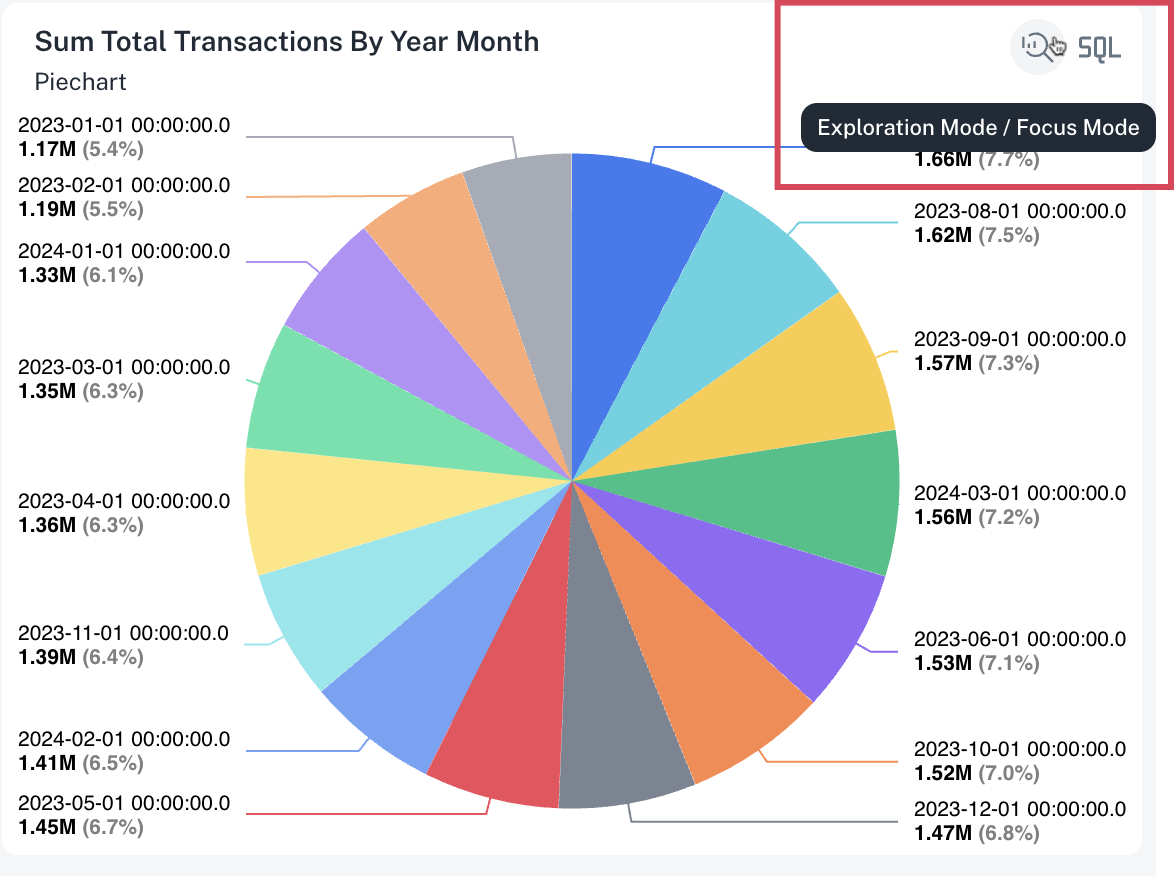 Sum Total Transactions By Year Month
SQL
Piechart
Exploration Mode / Focus Mode
2023-01-01 00:00:00.0
1.17M (5.4%)
2023-02-01 00:00:00.0
1.19M (5.5%)
2024-01-01 00:00:00.0
1.33M (6.1%)
2023-03-01 00:00:00.0
1.35M (6.3%)
2023-04-01 00:00:00.0
1.36M (6.3%)
2023-11-01 00:00:00.0
1.39M (6.4%)
2024-02-01 00:00:00.0
1.41M (6.5%)
2023-05-01 00:00:00.0
1.45M (6.7%)
1.66M (7.7%)
2023-08-01 00:00:00.0
1.62M (7.5%)
2023-09-01 00:00:00.0
1.57M (7.3%)
2024-03-01 00:00:00.0
1.56M (7.2%)
2023-06-01 00:00:00.0
1.53M (7.1%)
2023-10-01 00:00:00.0
1.52M (7.0%)
2023-12-01 00:00:00.0
1.47M (6.8%)